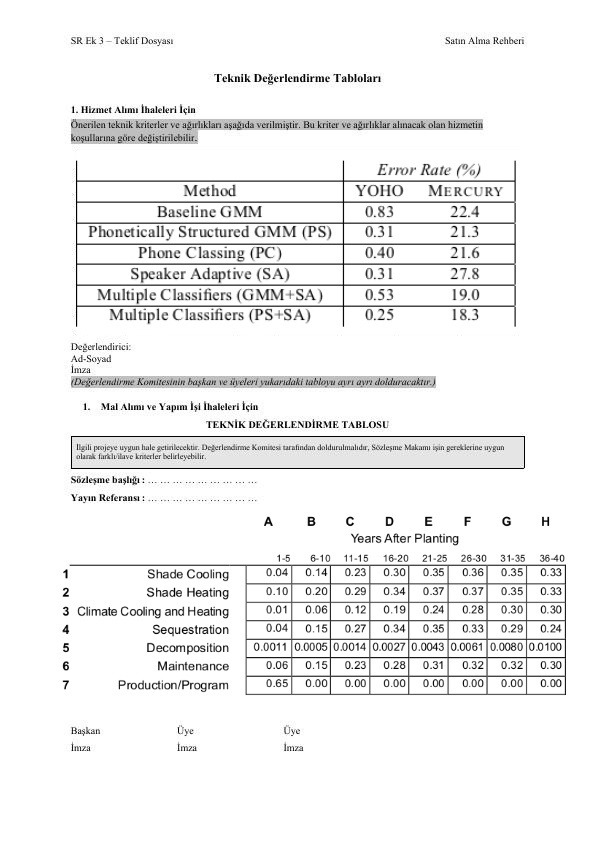 SR Ek 3 – Teklif Dosyası Satın Alma Rehberi
Teknik Değerlendirme Tabloları
1. Hizmet Alımı İhaleleri İçin
Önerilen teknik kriterler ve ağırlıkları aşağıda verilmiştir. Bu kriter ve ağırlıklar alınacak olan hizmetin
koşullarına göre değiştirilebilir.
Error Rate (%)
Method YOHO MERCURY
Baseline GMM 0.83 22.4
Phonetically Structured GMM (PS) 0.31 21.3
Phone Classing (PC) 0.40 21.6
Speaker Adaptive (SA) 0.31 27.8
Multiple Classifiers (GMM+SA) 0.53 19.0
Multiple Classifiers (PS+SA) 0.25 18.3
Değerlendirici:
Ad-Soyad
İmza
(Değerlendirme Komitesinin başkan ve üyeleri yukarıdaki tabloyu ayrı ayrı dolduracaktır.)
1. Mal Alımı ve Yapım İşi İhaleleri İçin
TEKNİK DEĞERLENDİRME TABLOSU
İlgili projeye uygun hale getirilecektir. Değerlendirme Komitesi tarafından doldurulmalıdır, Sözleşme Makamı işin gereklerine uygun
olarak farklı/ilave kriterler belirleyebilir.
Sözleşme başlığı : … … … … … … … … …
Yayın Referansı : … … … … … … … … …
A B C D E F G H
Years After Planting
1-5 6-10 11-15 16-20 21-25 26-30 31-35 36-40
1 Shade Cooling 0.04 0.14 0.23 0.30 0.35 0.36 0.35 0.33
2 Shade Heating 0.10 0.20 0.29 0.34 0.37 0.37 0.35 0.33
3 Climate Cooling and Heating 0.01 0.06 0.12 0.19 0.24 0.28 0.30 0.30
4 Sequestration 0.04 0.15 0.27 0.34 0.35 0.33 0.29 0.24
5 Decomposition 0.0011 0.0005 0.0014 0.0027 0.0043 0.0061 0.0080 0.0100
6 Maintenance 0.06 0.15 0.23 0.28 0.31 0.32 0.32 0.30
7 Production/Program 0.65 0.00 0.00 0.00 0.00 0.00 0.00 0.00
Başkan Üye Üye
İmza İmza İmza